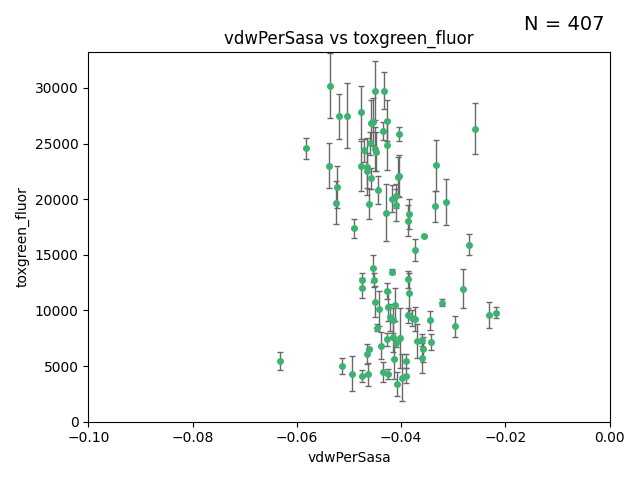 N = 407
vdwPerSasa vs toxgreen_fluor
toxgreen_fluor
30000
25000
20000
15000
10000
5000
0
−0.10 −0.08 −0.06 −0.04 −0.02 0.00
vdwPerSasa